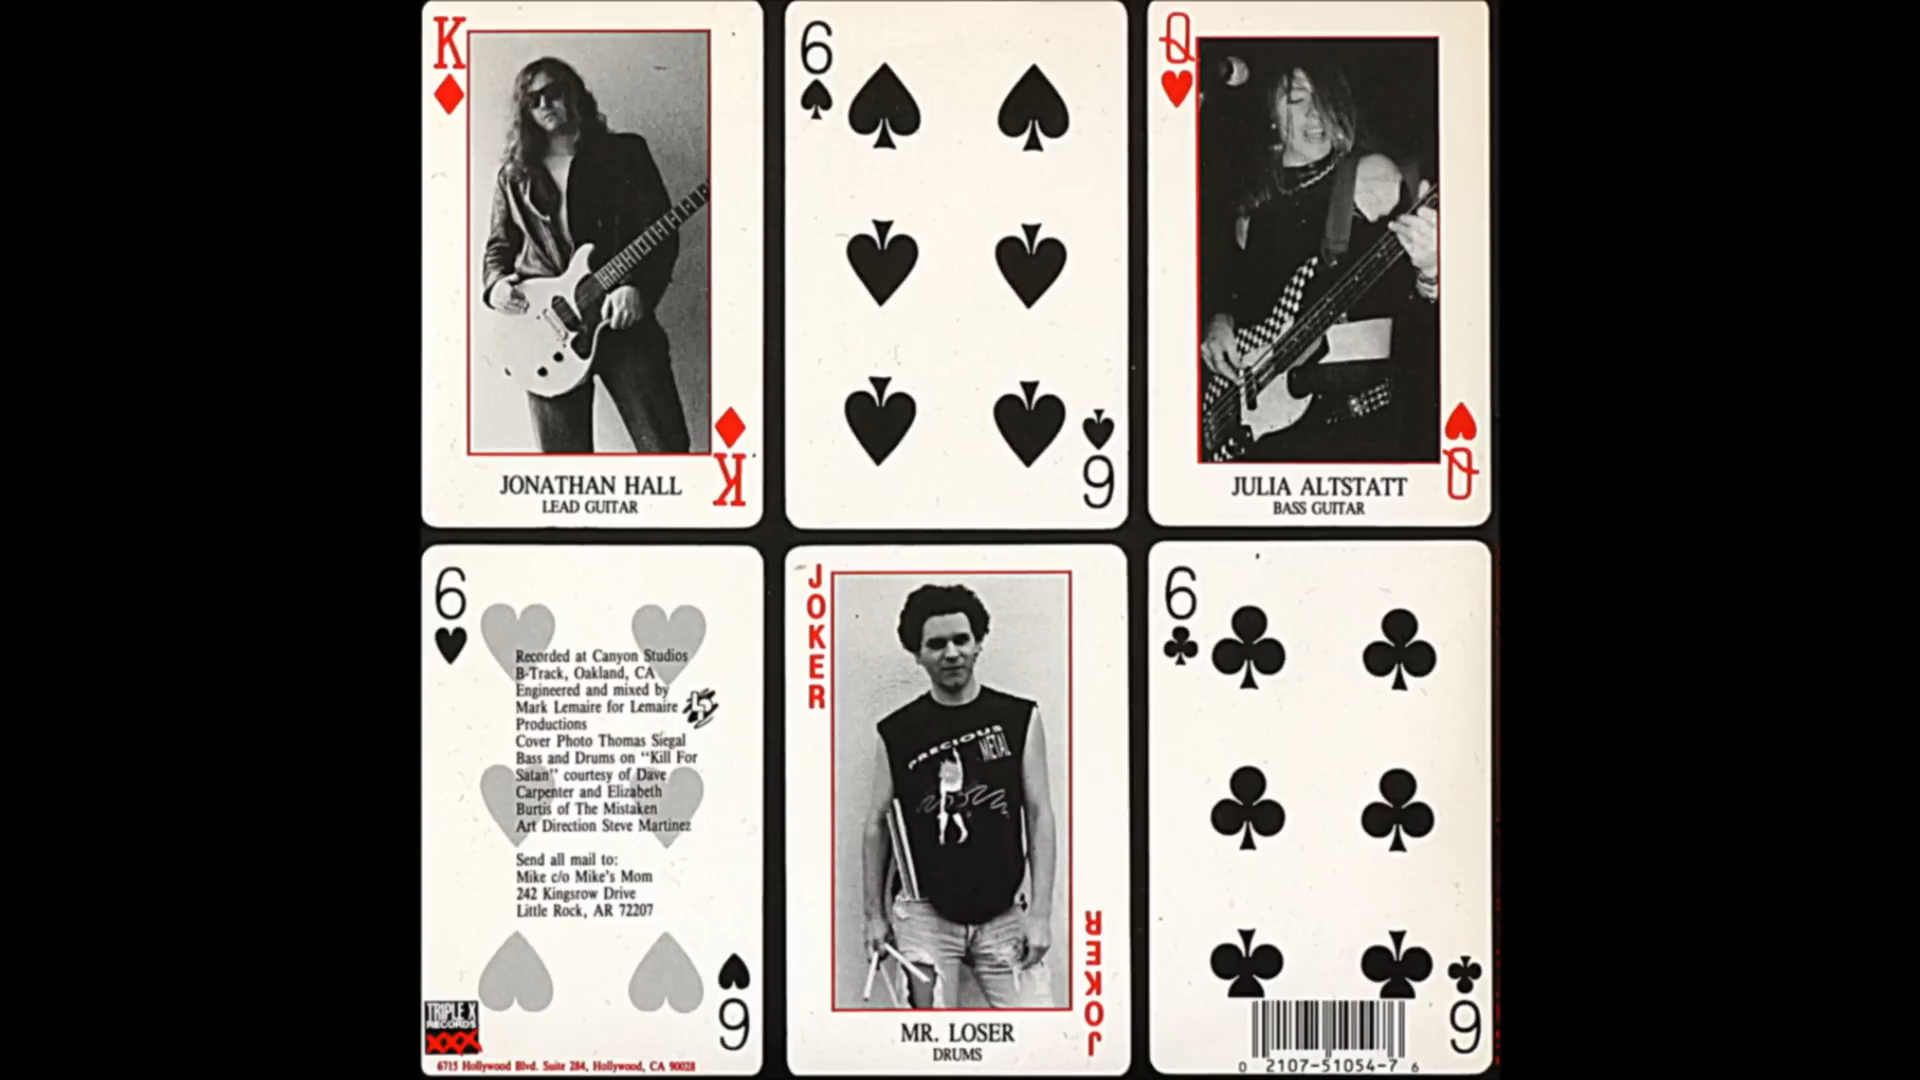 K
JONATHAN HALL
LEAD GUITAR
K
6
6
Q
JULIA ALTSTATT
BASS GUITAR
Q
6
Recorded at Canyon Studios
B-Track, Oakland, CA
Engineered and mixed by
Mark Lemaire for Lemaire
Productions
Cover Photo Thomas Siegal
Bass and Drums on "Kill For
Satan" courtesy of Dave
Carpenter and Elizabeth
Burtis of The Mistaken
Art Direction Steve Martinez
Send all mail to:
Mike c/o Mike's Mom
242 Kingsrow Drive
Little Rock, AR 72207
6
TRIPLE X
RECORDS
XXX
6715 Hollywood Blvd. Suite 284, Hollywood, CA 90028
JOKER
PRECIOUS
METAL
MR. LOSER
DRUMS
JOKER
6
6
0 2107-51054-7 6